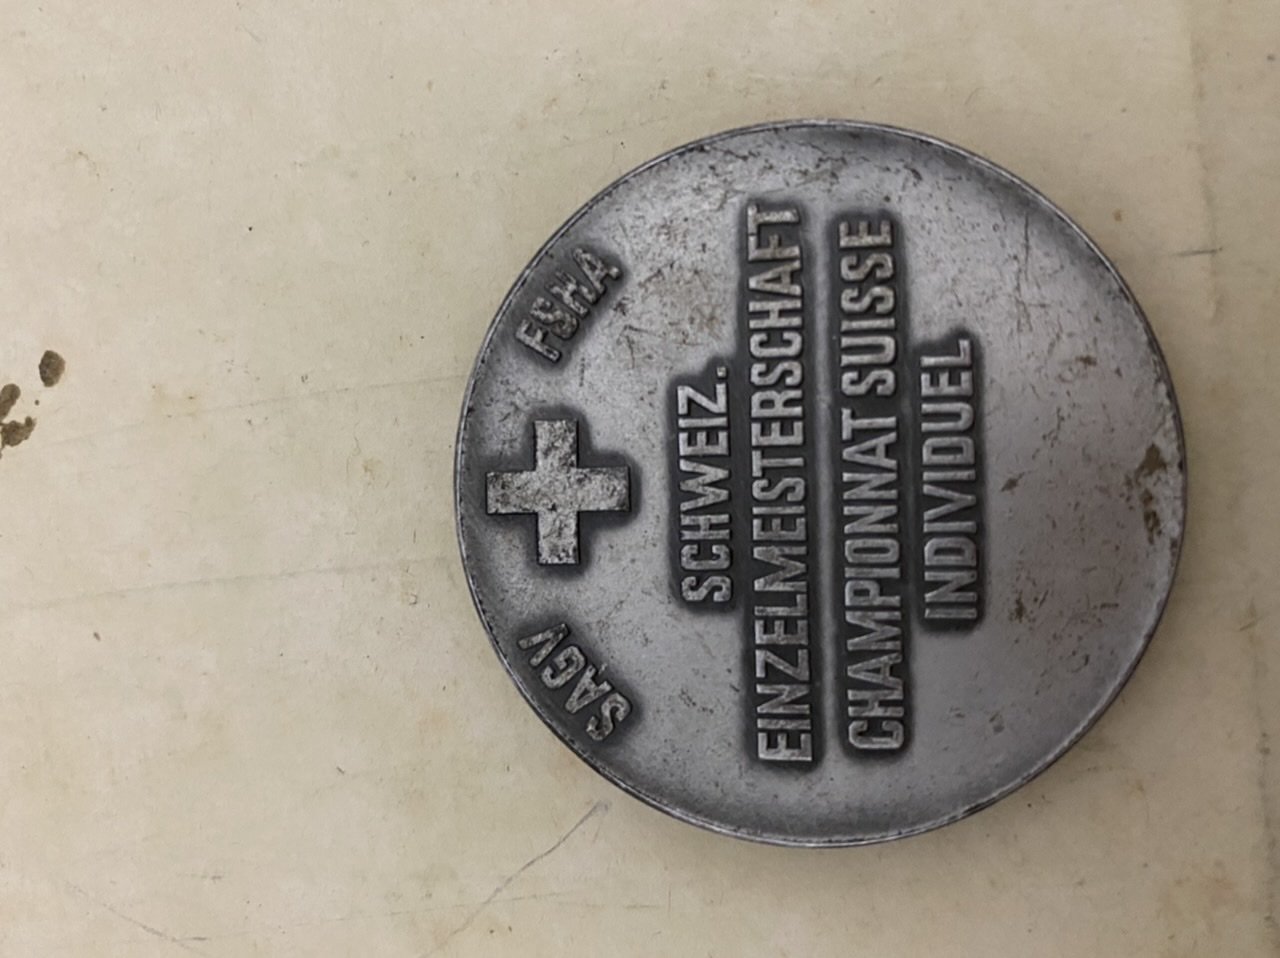 SAGV FSHA
SCHWEIZ.
EINZELMEISTERSCHAFT
CHAMPIONNAT SUISSE
INDIVIDUEL